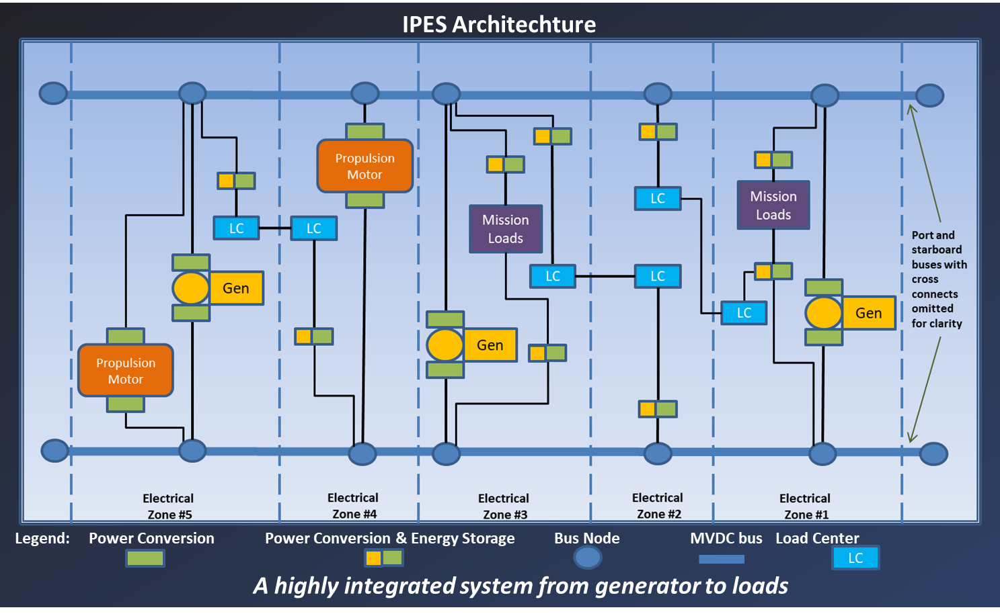 IPES Architechture
Propulsion
Motor
Mission
Loads
LC
LC
LC
Mission
Loads
Gen
LC
LC
LC
Gen
Gen
Propulsion
Motor
Port and
starboard
buses with
cross
connects
omitted
for clarity
Electrical
Zone #5
Electrical
Zone #4
Electrical
Zone #3
Electrical
Zone #2
Electrical
Zone #1
Legend: Power Conversion Power Conversion & Energy Storage Bus Node MVDC bus Load Center
LC
A highly integrated system from generator to loads